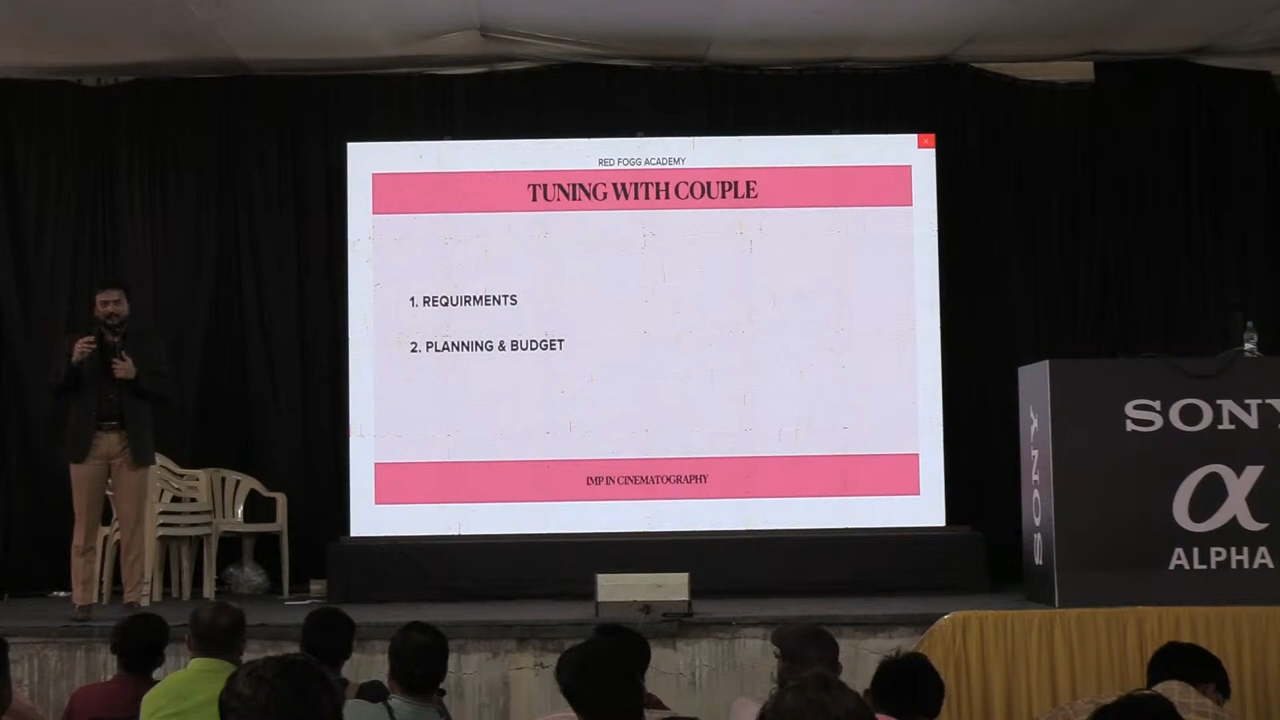 RED FOGG ACADEMY
TUNING WITH COUPLE
1. REQUIRMENTS
2. PLANNING & BUDGET
IMP IN CINEMATOGRAPHY
SONY
SONY
α
ALPHA